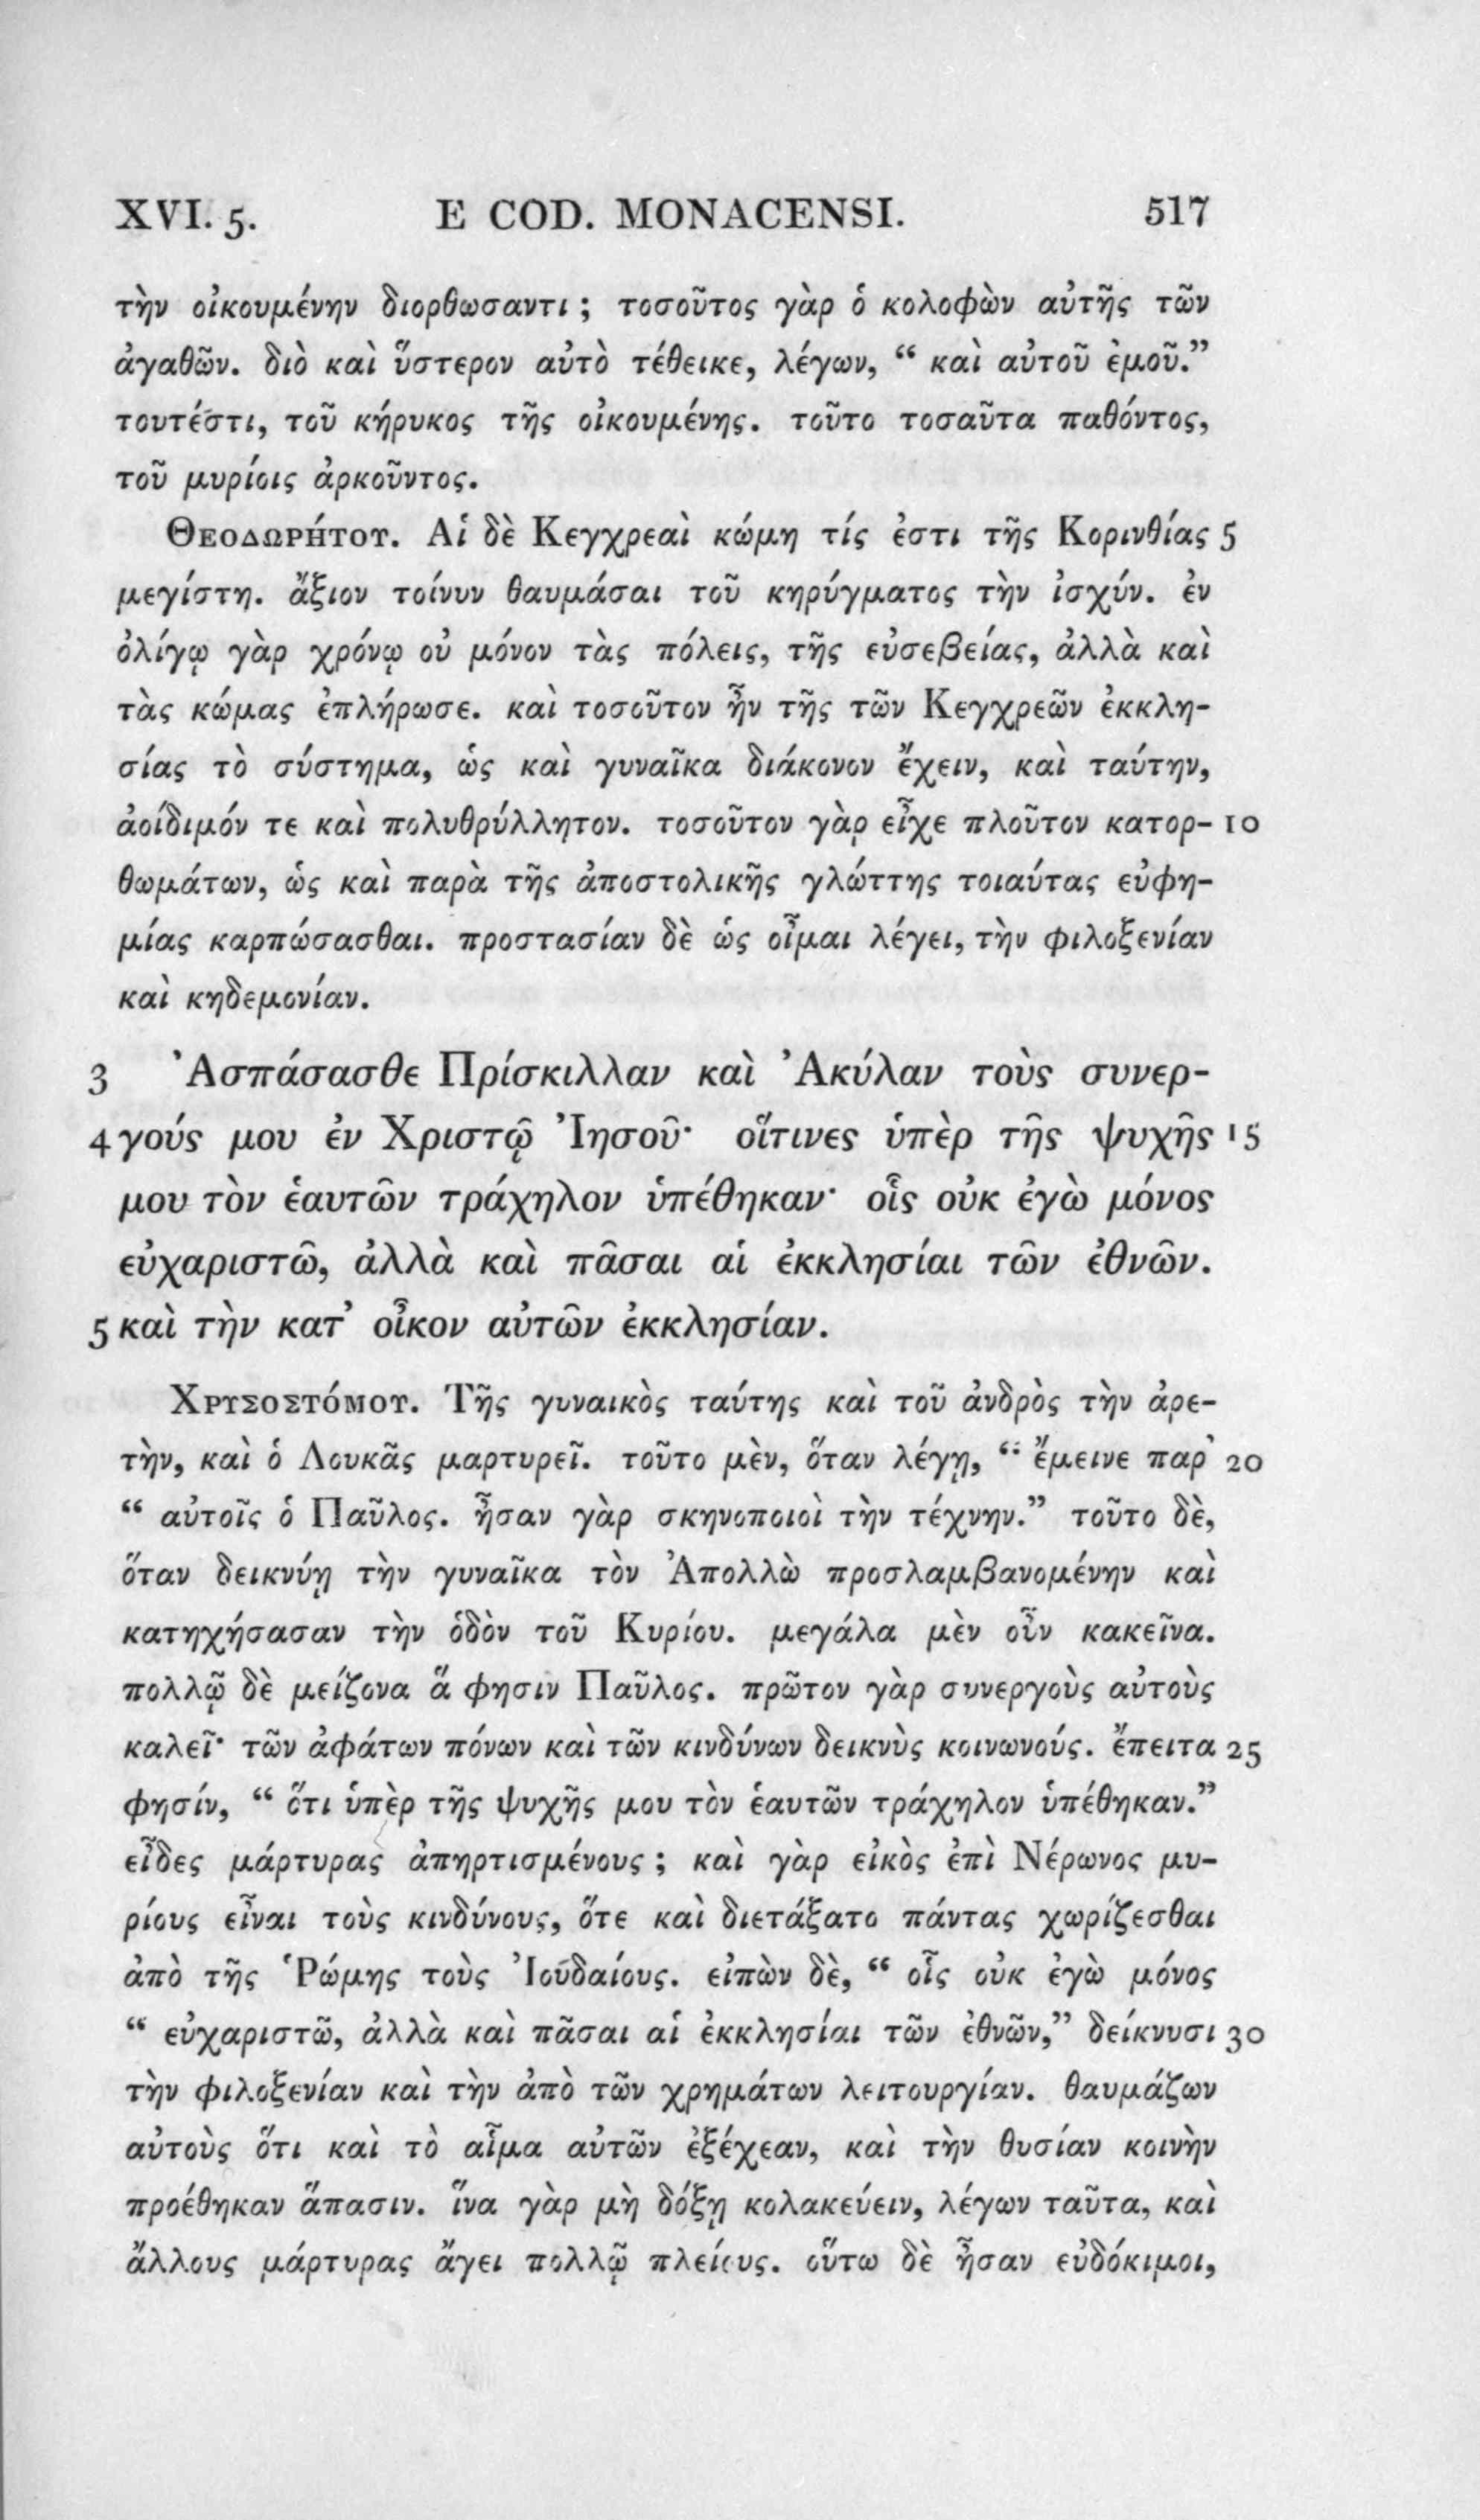 XVI. 5. E COD. MONACENSI. 517
τὴν οἰκουμένην διορθωσαντι ; τοσοῦτος γὰρ ὁ κολοφὼν αὐτῆς τῶν
ἀγαθῶν. διὸ καὶ ὕστερον αὐτὸ τέθεικε, λέγων, “ καὶ αὐτοῦ ἐμοῦ.”
τουτέστι, τοῦ κήρυκος τῆς οἰκουμένης. τοῦτο τοσαῦτα παθόντος,
τοῦ μυρίοις ἀρκοῦντος.
ΘΕΟΔΩΡΉΤΟΥ. Αἱ δὲ Κεγχρεαὶ κώμη τίς ἐστι τῆς Κορινθίας 5
μεγίστη. ἄξιον τοίνυν θαυμάσαι τοῦ κηρύγματος τὴν ἰσχύν. ἐν
ὀλίγῳ γὰρ χρόνῳ οὐ μόνον τὰς πόλεις, τῆς εὐσεβείας, ἀλλὰ καὶ
τὰς κώμας ἐπλήρωσε. καὶ τοσοῦτον ἦν τῆς τῶν Κεγχρεῶν ἐκκλη-
σίας τὸ σύστημα, ὡς καὶ γυναῖκα διάκονον ἔχειν, καὶ ταύτην,
ἀοίδιμόν τε καὶ πολυθρύλλητον. τοσοῦτον γὰρ εἶχε πλοῦτον κατορ- 10
θωμάτων, ὡς καὶ παρὰ τῆς ἀποστολικῆς γλώττης τοιαύτας εὐφη-
μίας καρπώσασθαι. προστασίαν δὲ ὡς οἶμαι λέγει, τὴν φιλοξενίαν
καὶ κηδεμονίαν.
3 Ἀσπάσασθε Πρίσκιλλαν καὶ Ἀκύλαν τοὺς συνερ-
4 γούς μου ἐν Χριστῷ Ἰησοῦ· οἵτινες ὑπὲρ τῆς ψυχῆς 15
μου τὸν ἑαυτῶν τράχηλον ὑπέθηκαν· οἷς οὐκ ἐγὼ μόνος
εὐχαριστῶ, ἀλλὰ καὶ πᾶσαι αἱ ἐκκλησίαι τῶν ἐθνῶν.
5 καὶ τὴν κατ’ οἶκον αὐτῶν ἐκκλησίαν.
ΧΡΥΣΟΣΤΌΜΟΥ. Τῆς γυναικὸς ταύτης καὶ τοῦ ἀνδρὸς τὴν ἀρε-
τὴν, καὶ ὁ Λουκᾶς μαρτυρεῖ. τοῦτο μὲν, ὅταν λέγῃ, “ ἔμεινε παρ’ 20
“ αὐτοῖς ὁ Παῦλος. ἦσαν γὰρ σκηνοποιοὶ τὴν τέχνην.” τοῦτο δὲ,
ὅταν δεικνύῃ τὴν γυναῖκα τὸν Ἀπολλὼ προσλαμβανομένην καὶ
κατηχήσασαν τὴν ὁδὸν τοῦ Κυρίου. μεγάλα μὲν οὖν κακεῖνα.
πολλῷ δὲ μείζονα ἅ φησιν Παῦλος. πρῶτον γὰρ συνεργοὺς αὐτοὺς
καλεῖ· τῶν ἀφάτων πόνων καὶ τῶν κινδύνων δεικνὺς κοινωνούς. ἔπειτα 25
φησίν, “ ὅτι ὑπὲρ τῆς ψυχῆς μου τὸν ἑαυτῶν τράχηλον ὑπέθηκαν.”
εἶδες μάρτυρας ἀπηρτισμένους ; καὶ γὰρ εἰκὸς ἐπὶ Νέρωνος μυ-
ρίους εἶναι τοὺς κινδύνους, ὅτε καὶ διετάξατο πάντας χωρίζεσθαι
ἀπὸ τῆς Ῥώμης τοὺς Ἰούδαίους. εἰπὼν δὲ, “ οἷς οὐκ ἐγὼ μόνος
“ εὐχαριστῶ, ἀλλὰ καὶ πᾶσαι αἱ ἐκκλησίαι τῶν ἐθνῶν,” δείκνυσι 30
τὴν φιλοξενίαν καὶ τὴν ἀπὸ τῶν χρημάτων λειτουργίαν. θαυμάζων
αὐτοὺς ὅτι καὶ τὸ αἷμα αὐτῶν ἐξέχεαν, καὶ τὴν θυσίαν κοινὴν
προέθηκαν ἅπασιν. ἵνα γὰρ μὴ δόξῃ κολακεύειν, λέγων ταῦτα, καὶ
ἄλλους μάρτυρας ἄγει πολλῷ πλείους. οὕτω δὲ ἦσαν εὐδόκιμοι,